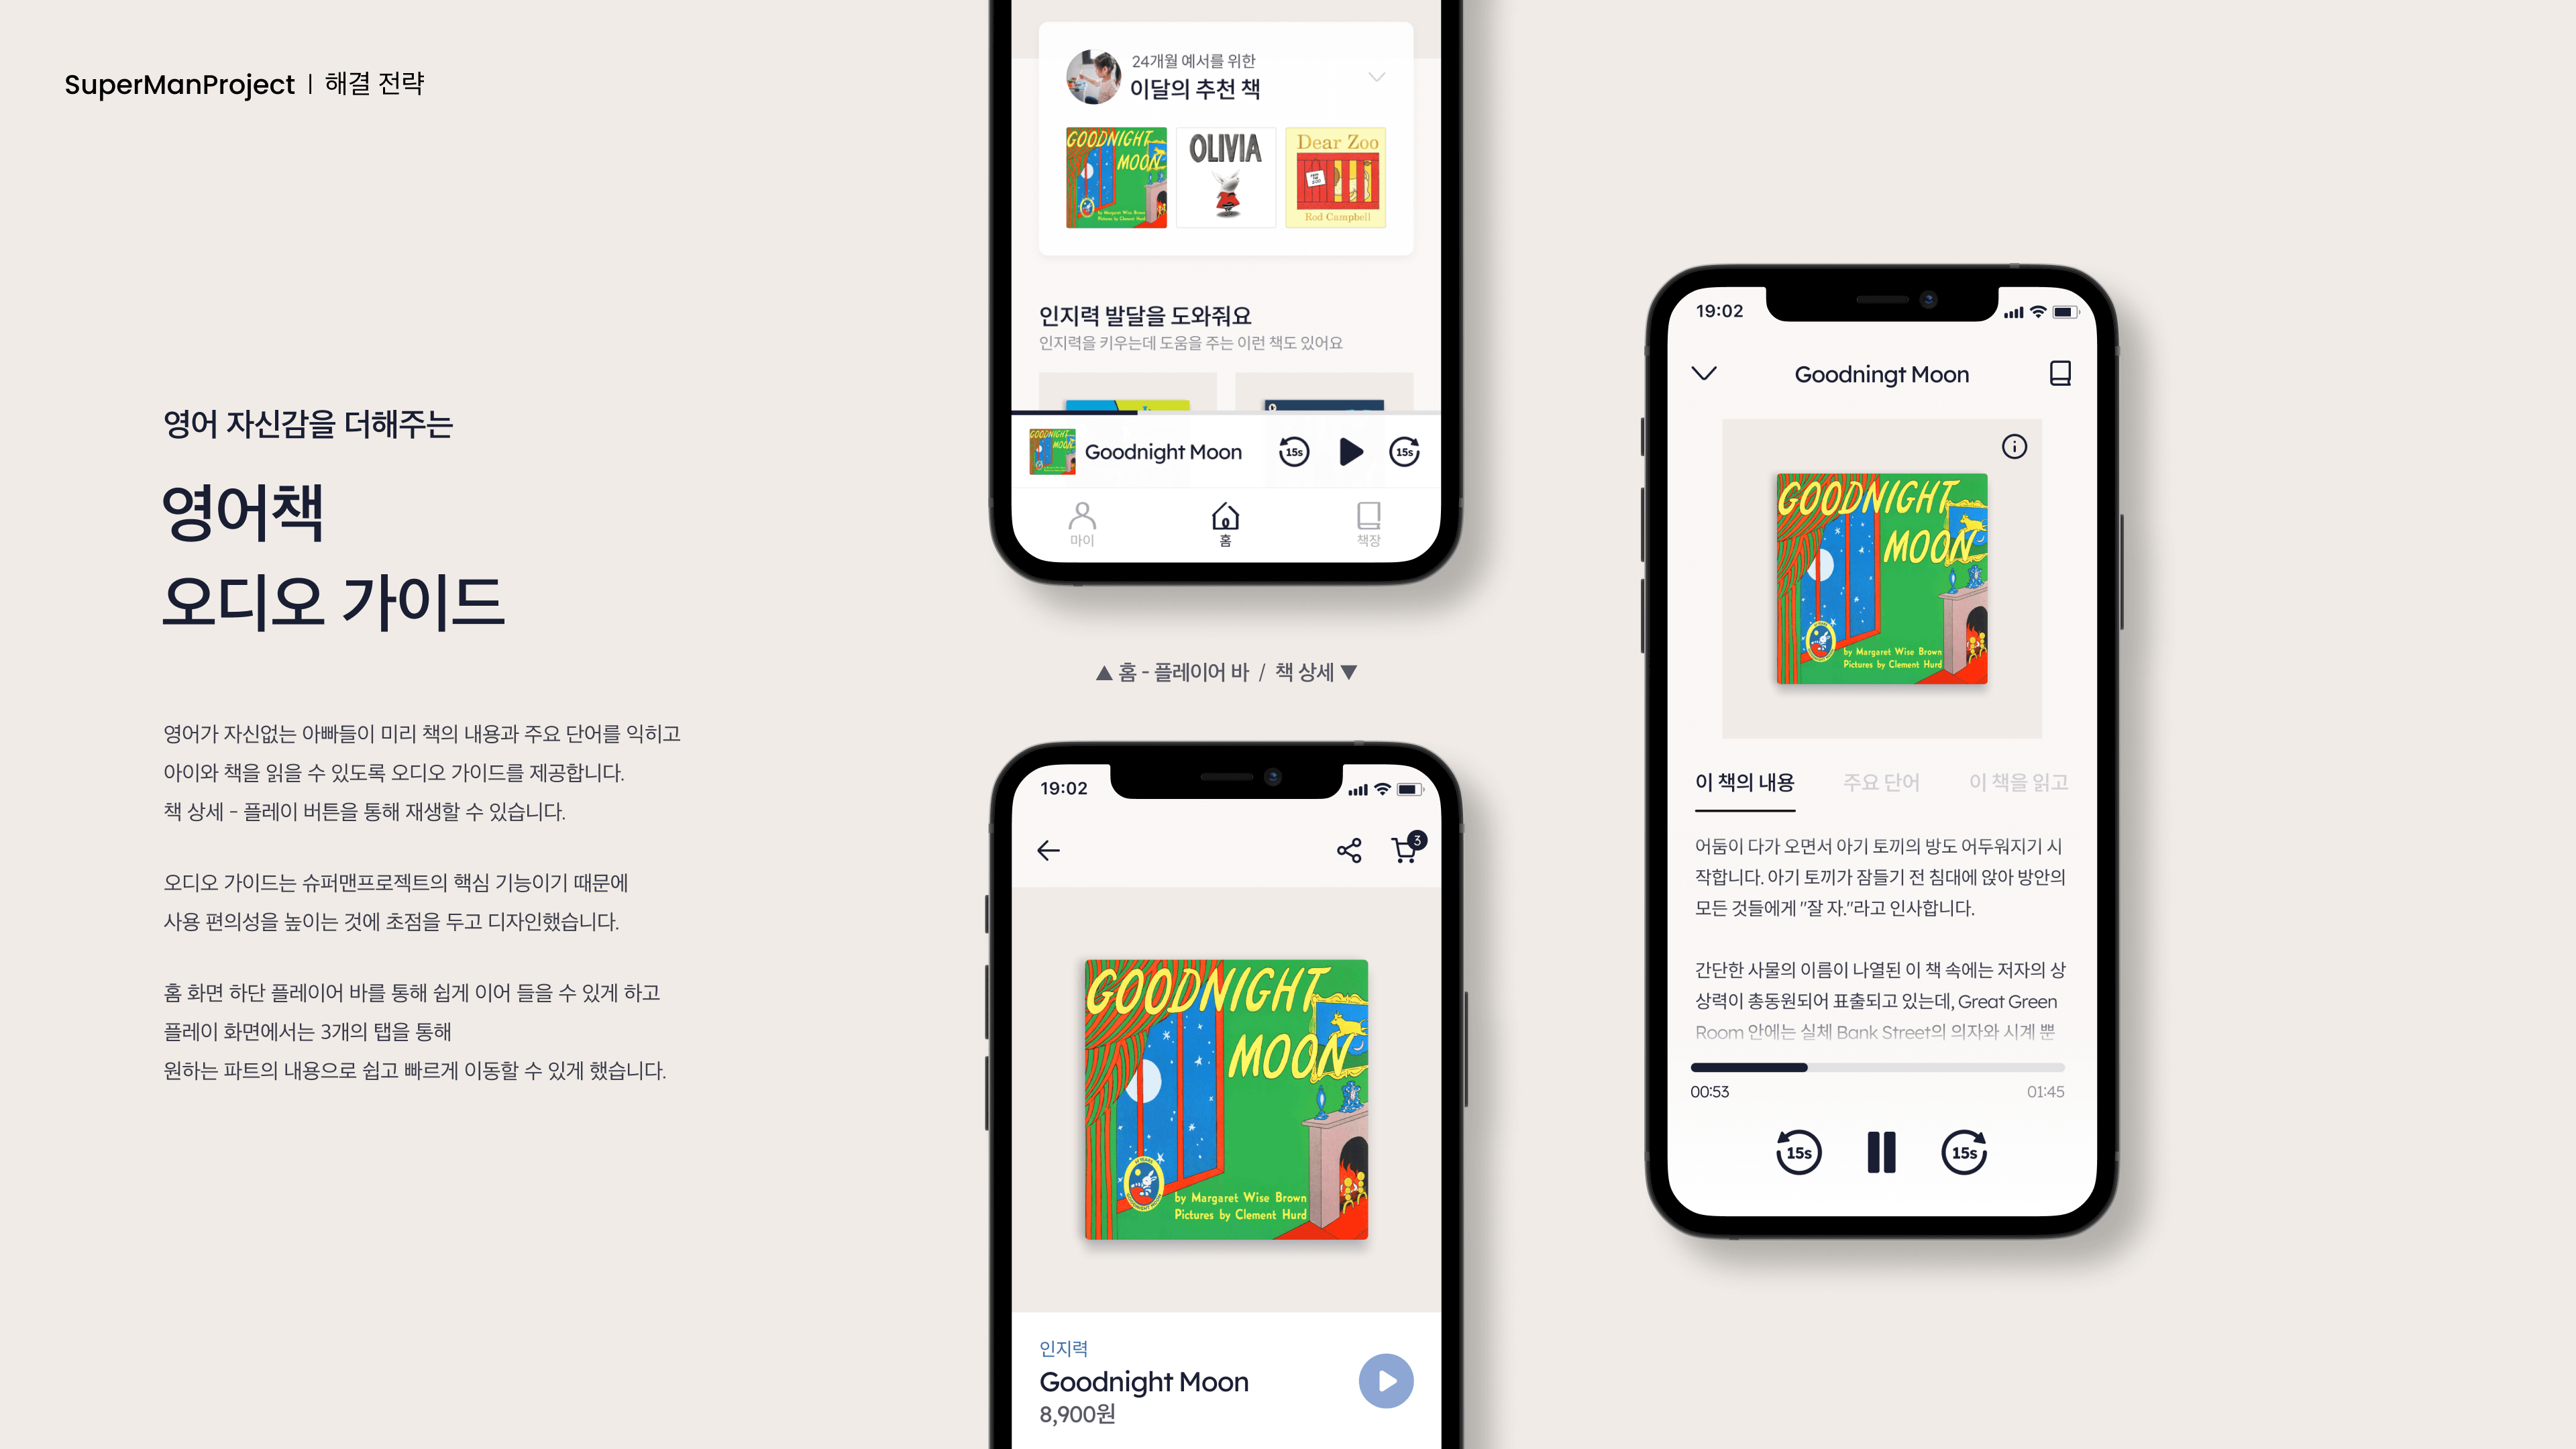 SuperManProject | 해결 전략
영어 자신감을 더해주는
영어책
오디오 가이드
영어가 자신없는 아빠들이 미리 책의 내용과 주요 단어를 익히고
아이와 책을 읽을 수 있도록 오디오 가이드를 제공합니다.
책 상세 - 플레이 버튼을 통해 재생할 수 있습니다.
오디오 가이드는 슈퍼맨프로젝트의 핵심 기능이기 때문에
사용 편의성을 높이는 것에 초점을 두고 디자인했습니다.
홈 화면 하단 플레이어 바를 통해 쉽게 이어 들을 수 있게 하고
플레이 화면에서는 3개의 탭을 통해
원하는 파트의 내용으로 쉽고 빠르게 이동할 수 있게 했습니다.
24개월 예서를 위한
이달의 추천 책
GOODNIGHT
MOON
by Margaret Wise Brown
Pictures by Clement Hurd
OLIVIA
Dear Zoo
Rod Campbell
인지력 발달을 도와줘요
인지력을 키우는데 도움을 주는 이런 책도 있어요
GOODNIGHT
MOON
Goodnight Moon
15s
15s
마이
홈
책장
▲ 홈 - 플레이어 바 / 책 상세 ▼
19:02
3
GOODNIGHT
MOON
by Margaret Wise Brown
Pictures by Clement Hurd
인지력
Goodnight Moon
8,900원
19:02
Goodningt Moon
GOODNIGHT
MOON
by Margaret Wise Brown
Pictures by Clement Hurd
이 책의 내용 주요 단어 이 책을 읽고
어둠이 다가 오면서 아기 토끼의 방도 어두워지기 시
작합니다. 아기 토끼가 잠들기 전 침대에 앉아 방안의
모든 것들에게 "잘 자."라고 인사합니다.
간단한 사물의 이름이 나열된 이 책 속에는 저자의 상
상력이 총동원되어 표출되고 있는데, Great Green
Room 안에는 실체 Bank Street의 의자와 시계 뿐
00:53
01:45
15s
15s